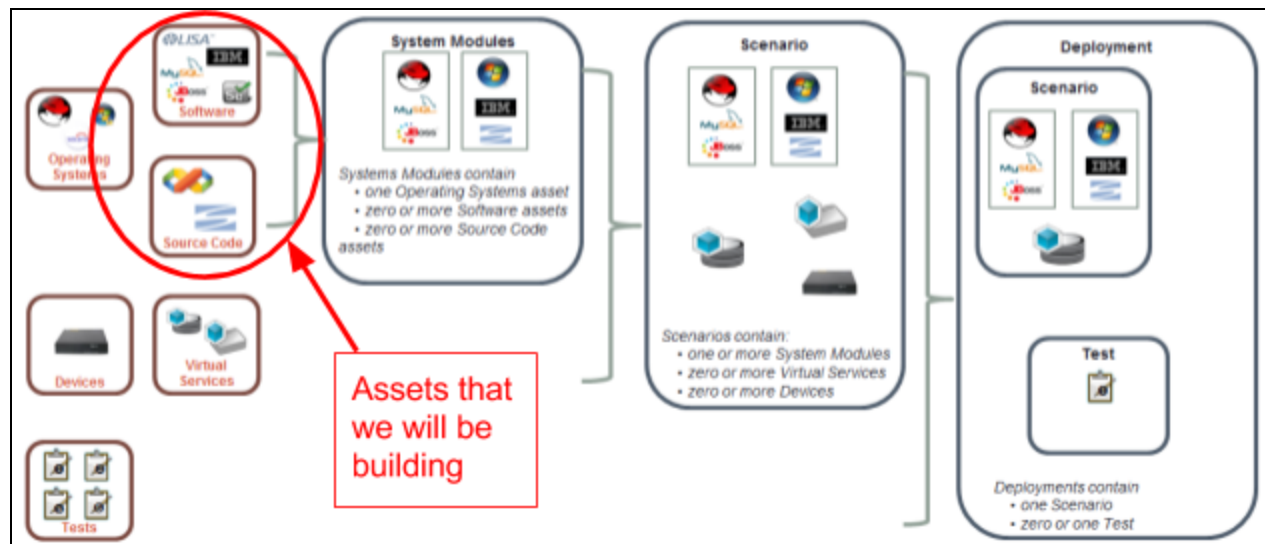 LISA
IBM
MySQL
JBoss
Se
Software
Operating
Systems
Source Code
Devices
Virtual
Services
Tests
Assets that
we will be
building
System Modules
MySQL
JBoss
IBM
Systems Modules contain
• one Operating Systems asset
• zero or more Software assets
• zero or more Source Code
assets
Scenario
MySQL
JBoss
IBM
Scenarios contain:
• one or more System Modules
• zero or more Virtual Services
• zero or more Devices
Deployment
Scenario
MySQL
JBoss
IBM
Test
Deployments contain
• one Scenario
• zero or one Test